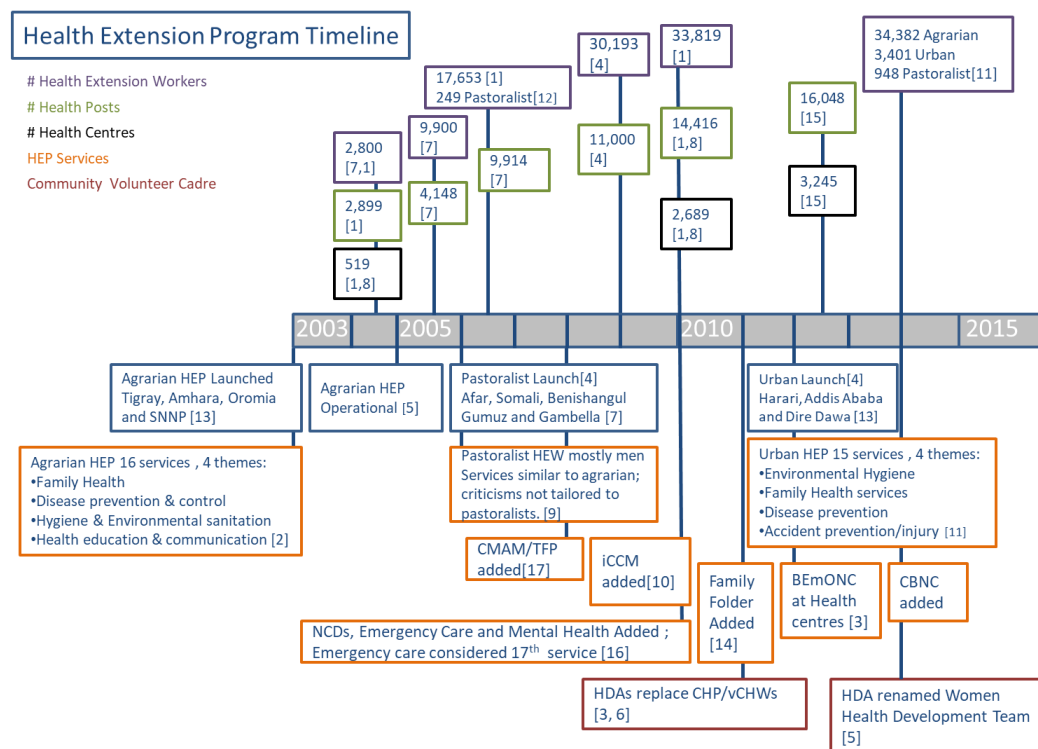 Health Extension Program Timeline
# Health Extension Workers
# Health Posts
# Health Centres
HEP Services
Community Volunteer Cadre
2,800
[7,1]
2,899
[1]
519
[1,8]
9,900
[7]
4,148
[7]
17,653 [1]
249 Pastoralist[12]
9,914
[7]
30,193
[4]
11,000
[4]
33,819
[1]
14,416
[1,8]
2,689
[1,8]
16,048
[15]
3,245
[15]
34,382 Agrarian
3,401 Urban
948 Pastoralist[11]
2003
2005
2010
2015
Agrarian HEP Launched
Tigray, Amhara, Oromia
and SNNP [13]
Agrarian HEP
Operational [5]
Pastoralist Launch[4]
Afar, Somali, Benishangul
Gumuz and Gambella
[7]
Urban Launch[4]
Harari, Addis Ababa
and Dire Dawa [13]
Agrarian HEP 16 services , 4 themes:
•Family Health
•Disease prevention & control
•Hygiene & Environmental sanitation
•Health education & communication [2]
Pastoralist HEW mostly men
Services similar to agrarian;
criticisms not tailored to
pastoralists. [9]
Urban HEP 15 services , 4 themes:
•Environmental Hygiene
•Family Health services
•Disease prevention
•Accident prevention/injury [11]
CMAM/TFP
added[17]
iCCM
added[10]
Family
Folder
Added
[14]
BEmONC
at Health
centres [3]
CBNC
added
NCDs, Emergency Care and Mental Health Added ;
Emergency care considered 17th service [16]
HDAs replace CHP/vCHWs
[3, 6]
HDA renamed Women
Health Development Team
[5]